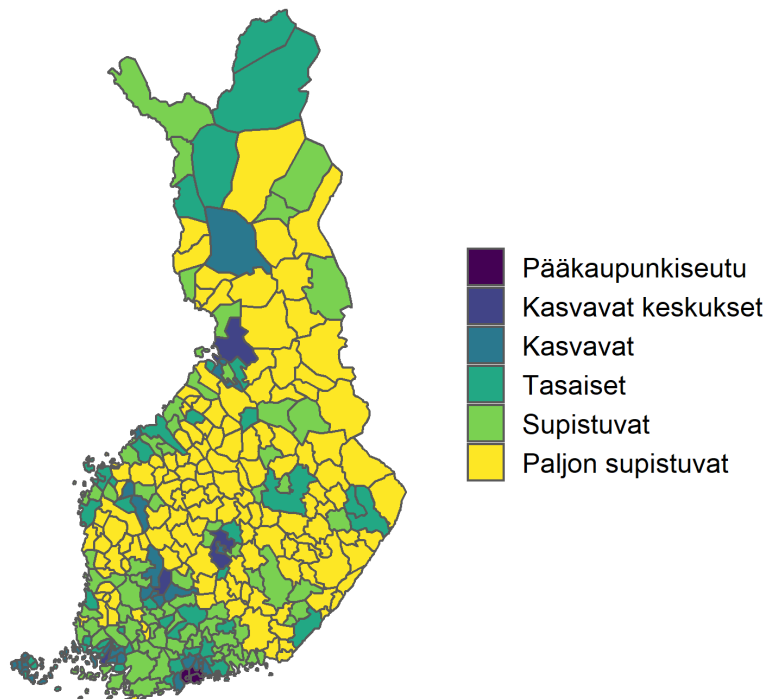 Pääkaupunkiseutu
Kasvavat keskukset
Kasvavat
Tasaiset
Supistuvat
Paljon supistuvat